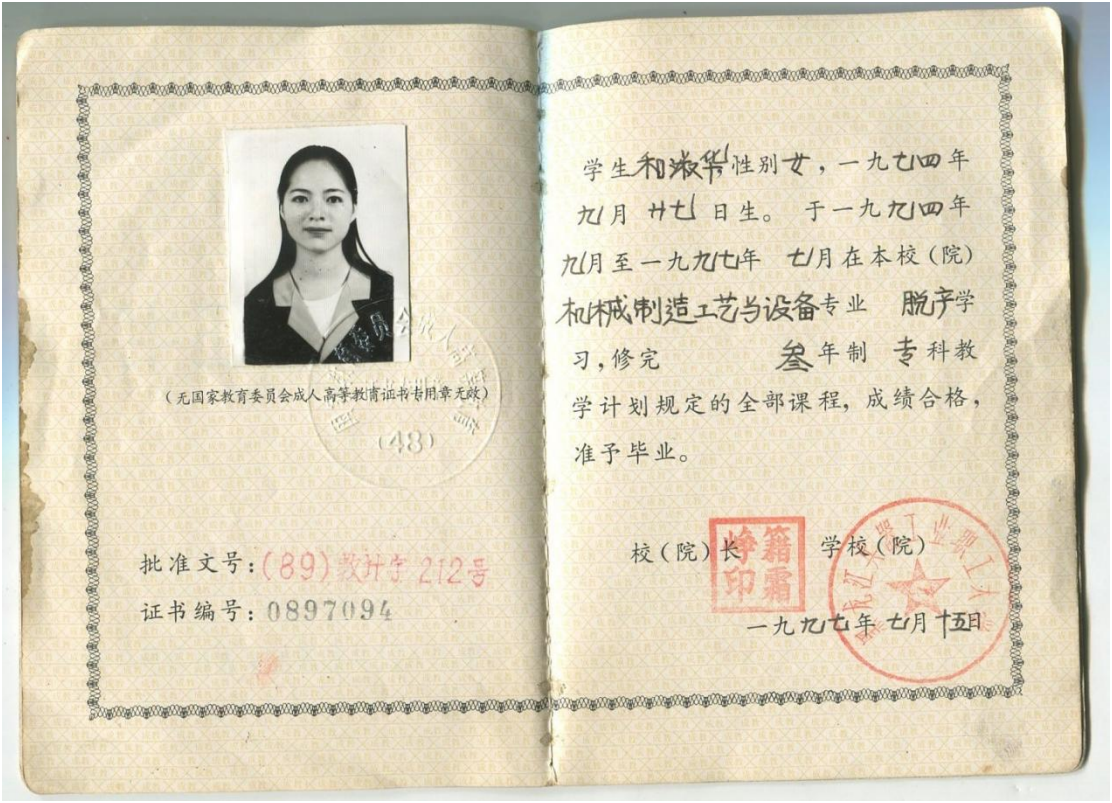 (无国家教育委员会成人高等教育证书专用章无效)
(48)
批准文号:(89)教计字212号
证书编号:0897094
学生和淑华性别女,一九七四年
九月廿七日生。于一九九四年
九月至一九九七年 七月在本校(院)
机械制造工艺与设备专业 脱产学
习,修完 叁年制 专科教
学计划规定的全部课程,成绩合格,
准予毕业。
校(院)长 学校(院)
籍霜峥印
一九九七年七月十五日